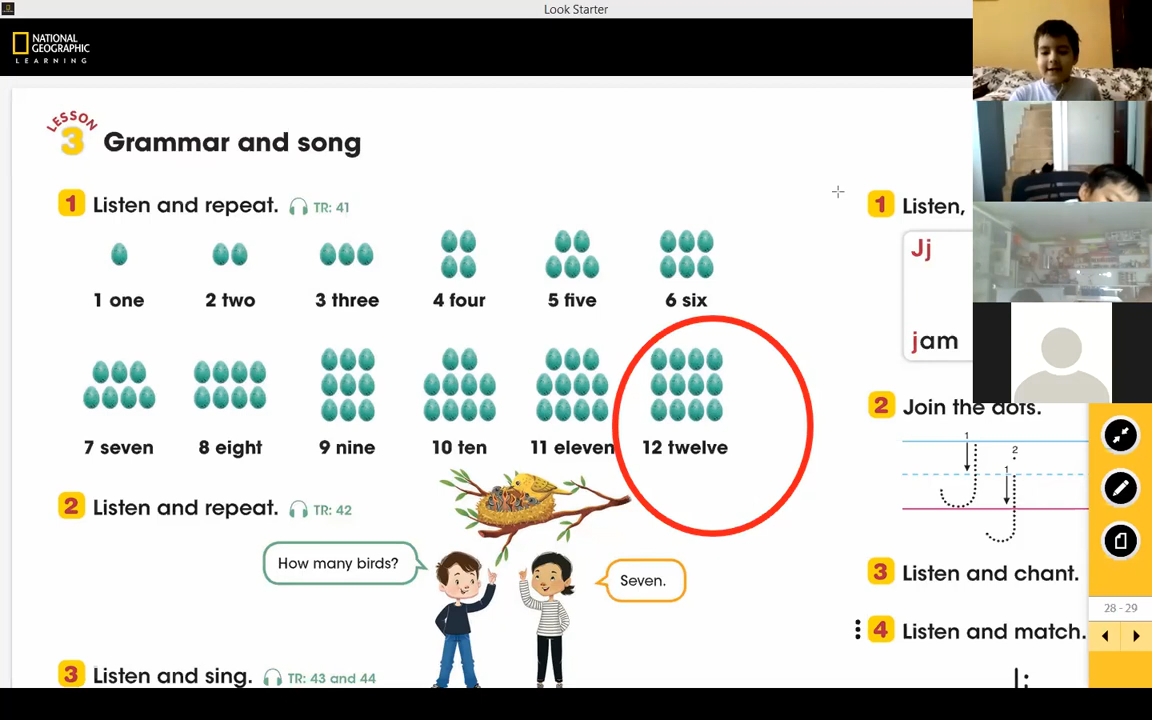 Look Starter
NATIONAL
GEOGRAPHIC
LEARNING
LESSON
3 Grammar and song
1 Listen and repeat. TR: 41
1 one 2 two 3 three 4 four 5 five 6 six
7 seven 8 eight 9 nine 10 ten 11 eleven 12 twelve
2 Listen and repeat. TR: 42
How many birds?
Seven.
3 Listen and sing. TR: 43 and 44
1 Listen,
Jj
jam
2 Join the dots.
1 2
1
3 Listen and chant.
4 Listen and match.
28 - 29